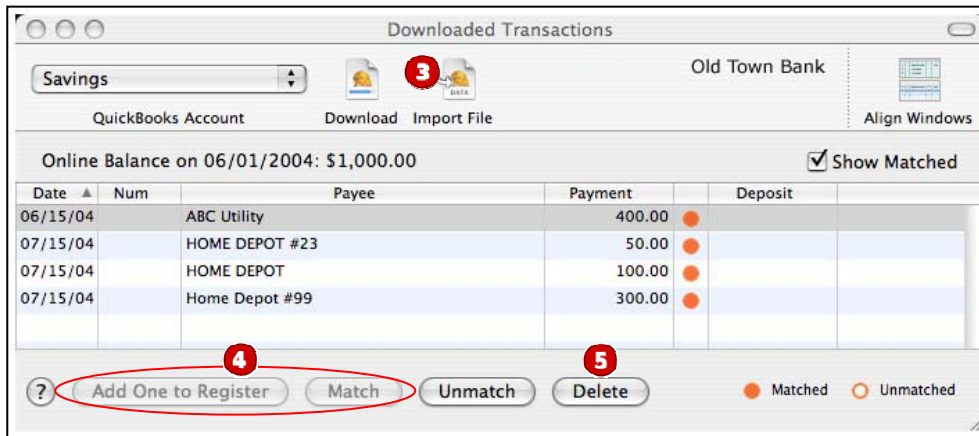 Downloaded Transactions
Savings
3
DATA
Old Town Bank
QuickBooks Account Download Import File Align Windows
Online Balance on 06/01/2004: $1,000.00 Show Matched
Date Num Payee Payment Deposit
06/15/04 ABC Utility 400.00
07/15/04 HOME DEPOT #23 50.00
07/15/04 HOME DEPOT 100.00
07/15/04 Home Depot #99 300.00
4 5
? Add One to Register Match Unmatch Delete Matched Unmatched